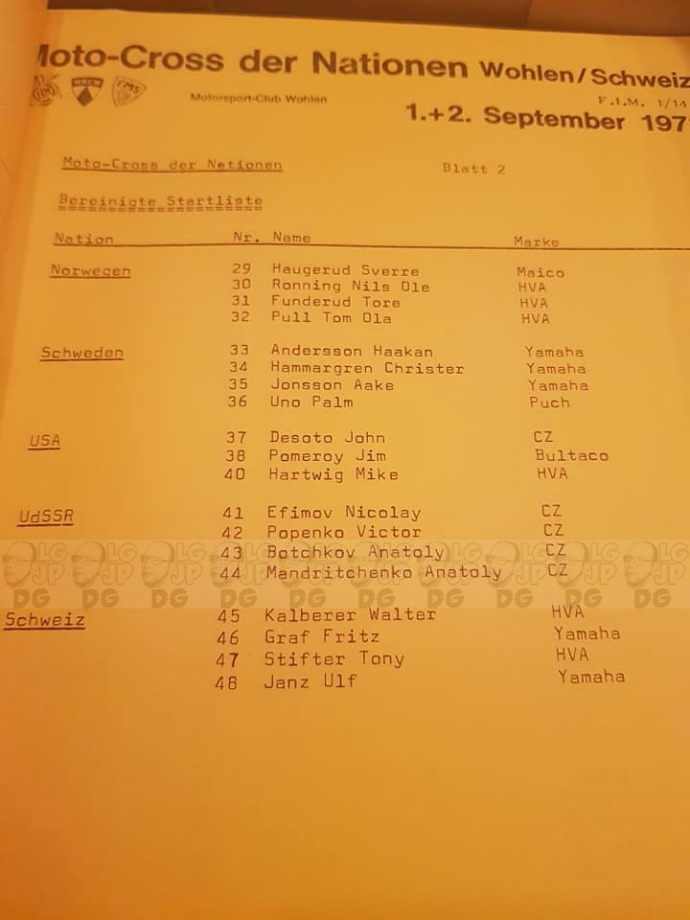 Moto-Cross der Nationen Wohlen/Schweiz
Motorsport-Club Wohlen
F.I.M. 1/14
1.+2. September 197
Moto-Cross der Nationen Blatt 2
Bereinigte Startliste
Nation Nr. Name Marke
Norwegen 29 Haugerud Sverre Maico
30 Ronning Nils Ole HVA
31 Funderud Tore HVA
32 Pull Tom Ola HVA
Schweden 33 Andersson Haakan Yamaha
34 Hammargren Christer Yamaha
35 Jonsson Aake Yamaha
36 Uno Palm Puch
USA 37 Desoto John CZ
38 Pomeroy Jim Bultaco
40 Hartwig Mike HVA
UdSSR 41 Efimov Nicolay CZ
42 Popenko Victor CZ
43 Botchkov Anatoly CZ
44 Mandritchenko Anatoly CZ
Schweiz 45 Kalberer Walter HVA
46 Graf Fritz Yamaha
47 Stifter Tony HVA
48 Janz Ulf Yamaha